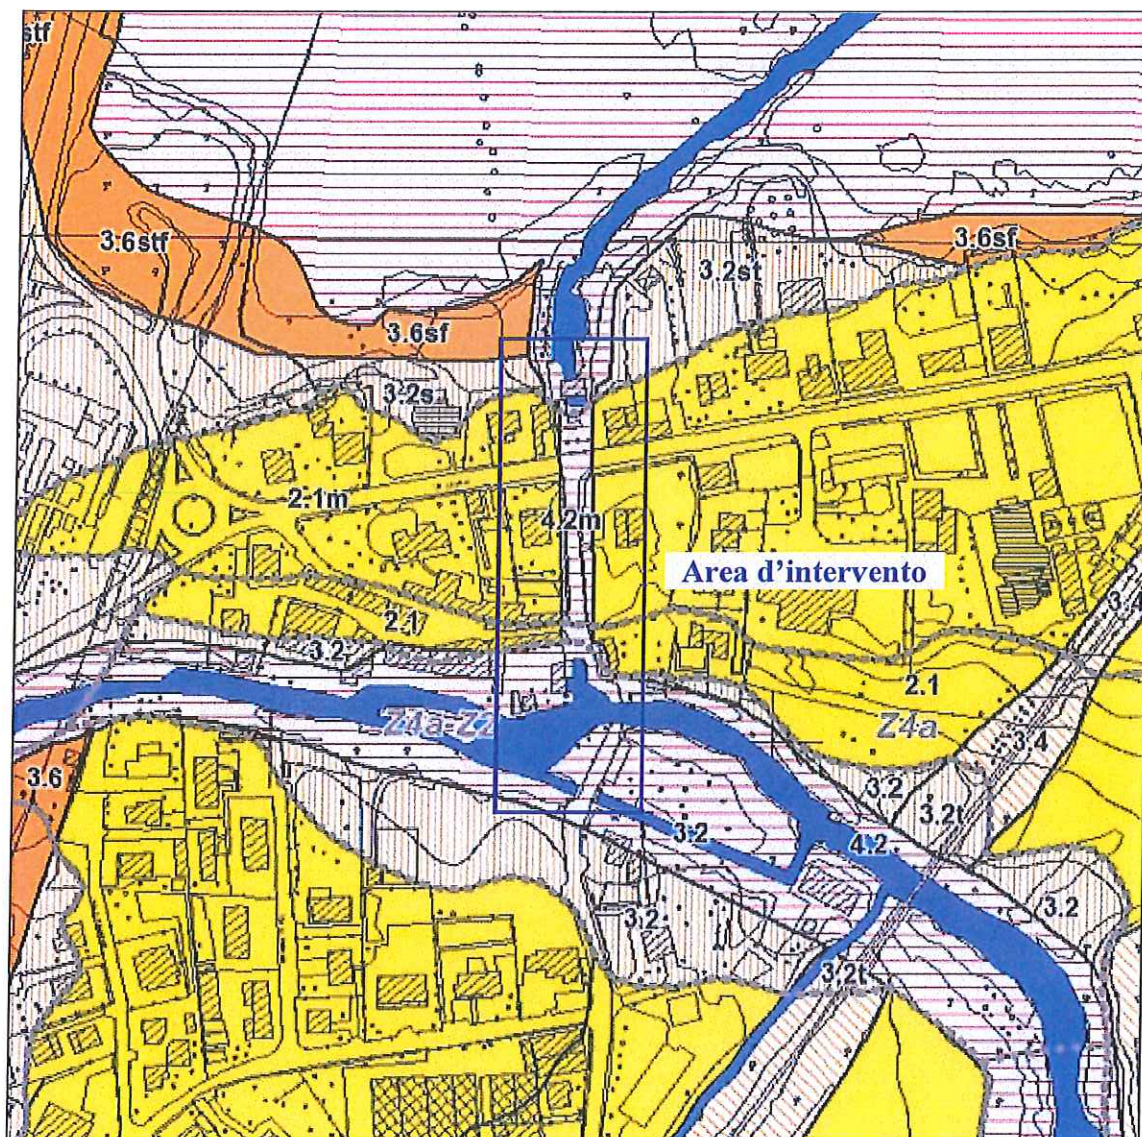 stf
3.6stf
3.6sf
3.2st
3.6sf
3-2s
2.1m
4.2m
Area d'intervento
3.4
2.1
3.2
2.1
Z4a-Z2
Z4a
3.4
3.6
3.2
3.2t
3.2
4.2
3.2
3.2
3.2t